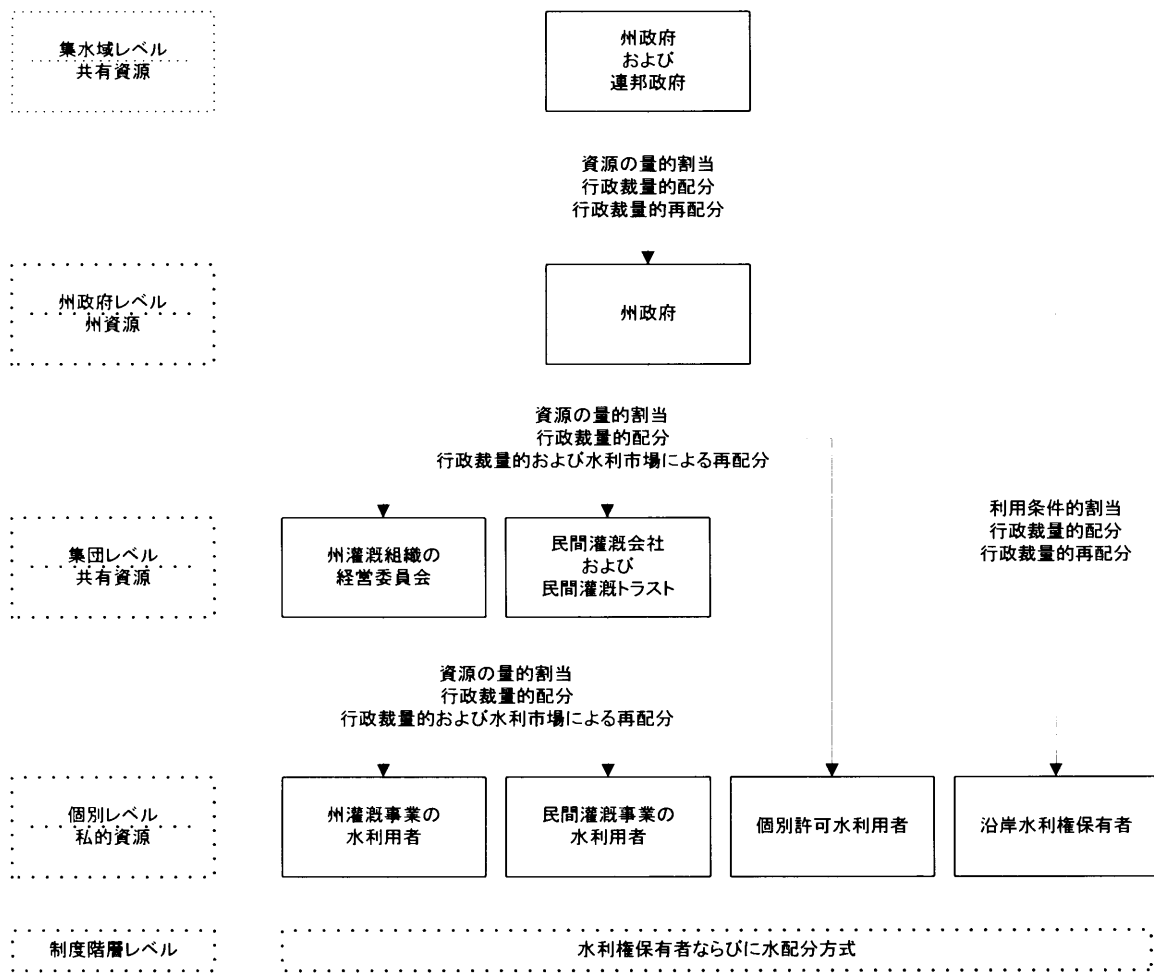 集水域レベル
共有資源
州政府
および
連邦政府
資源の量的割当
行政裁量的配分
行政裁量的再配分
州政府レベル
州資源
州政府
資源の量的割当
行政裁量的配分
行政裁量的および水利市場による再配分
利用条件的割当
行政裁量的配分
行政裁量的再配分
集団レベル
共有資源
州灌漑組織の
経営委員会
民間灌漑会社
および
民間灌漑トラスト
資源の量的割当
行政裁量的配分
行政裁量的および水利市場による再配分
個別レベル
私的資源
州灌漑事業の
水利用者
民間灌漑事業の
水利用者
個別許可水利用者
沿岸水利権保有者
制度階層レベル
水利権保有者ならびに水配分方式